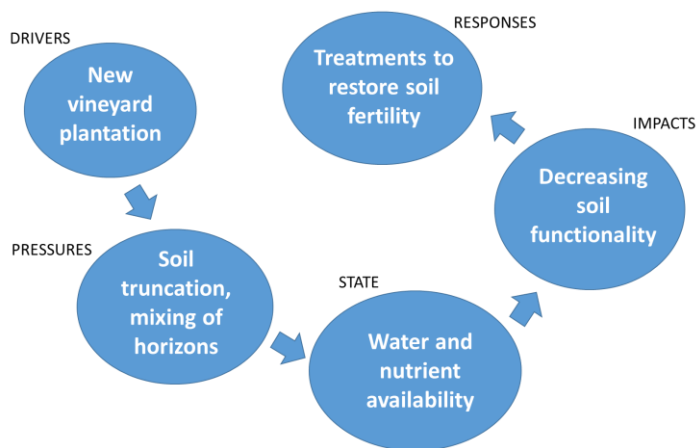 DRIVERS
New
vineyard
plantation
PRESSURES
Soil
truncation,
mixing of
horizons
STATE
Water and
nutrient
availability
IMPACTS
Decreasing
soil
functionality
RESPONSES
Treatments to
restore soil
fertility